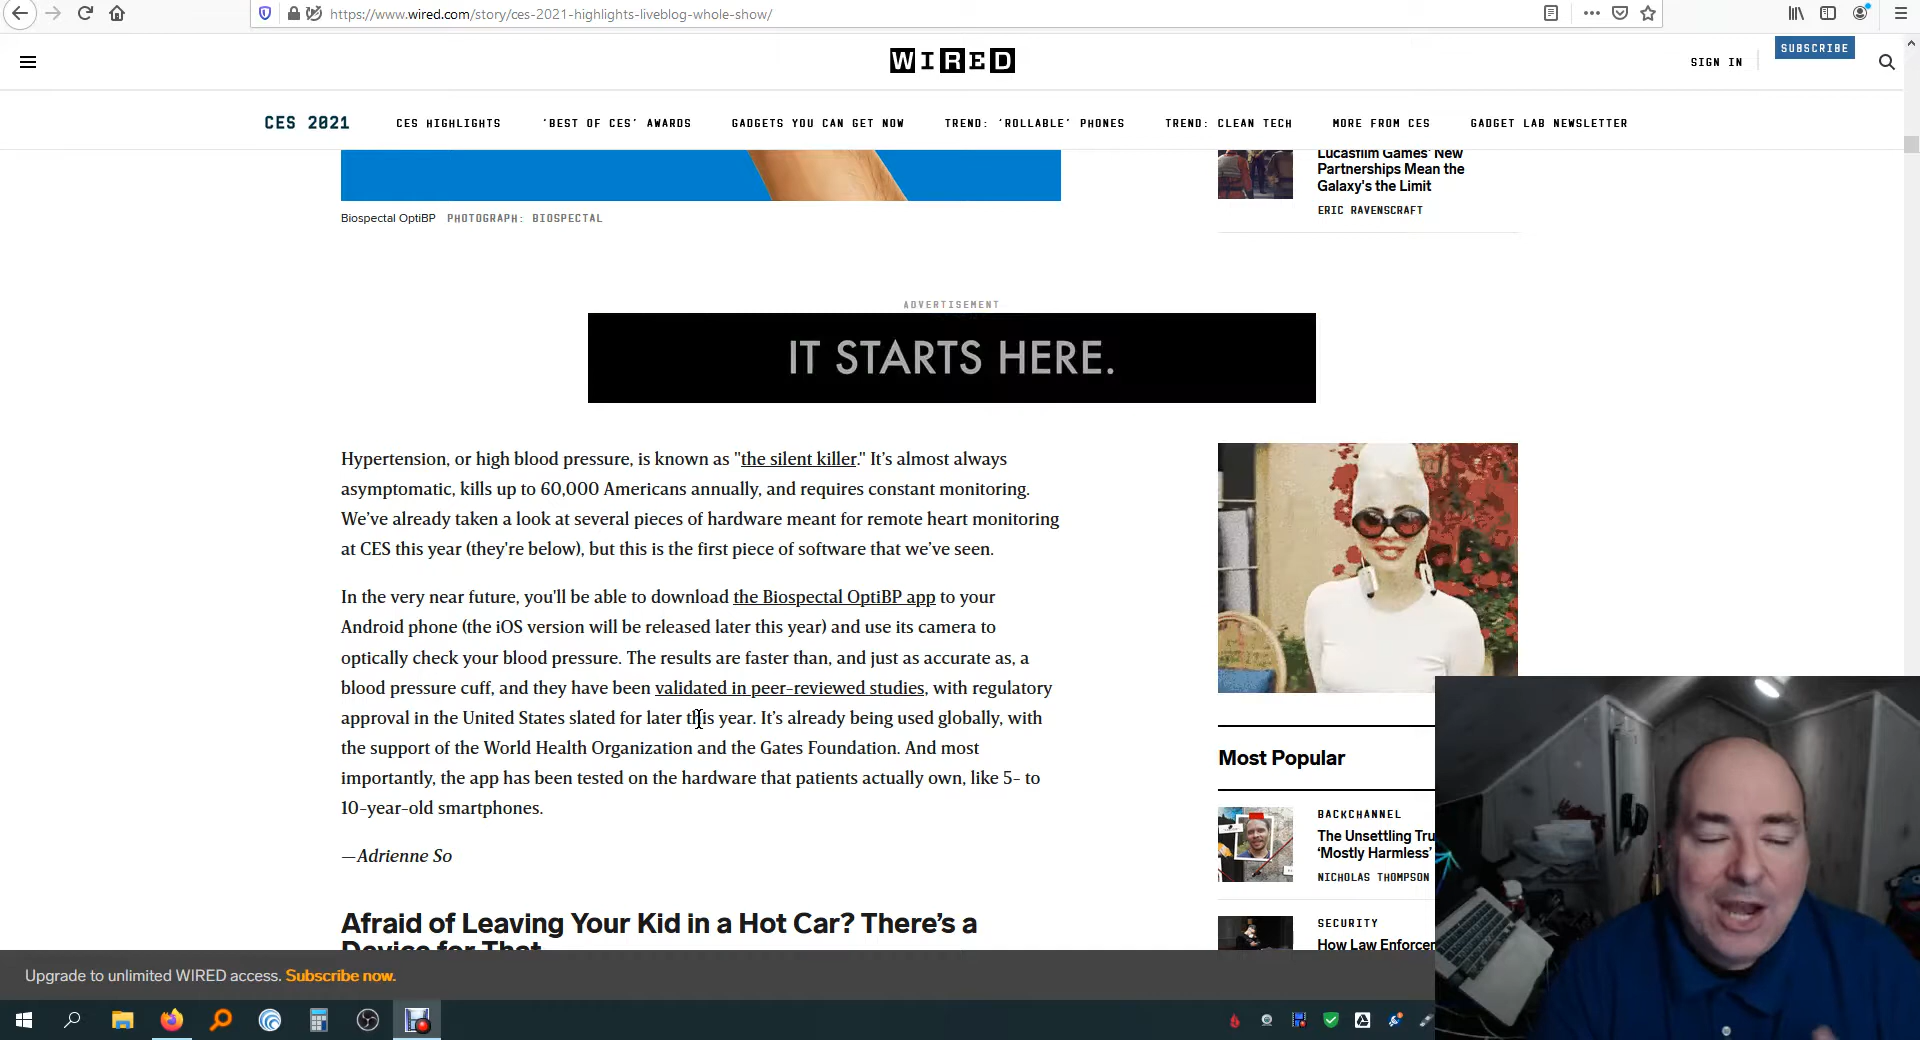 https://www.wired.com/story/ces-2021-highlights-liveblog-whole-show/
WIRED
SIGN IN
SUBSCRIBE
CES 2021
CES HIGHLIGHTS
‘BEST OF CES’ AWARDS
GADGETS YOU CAN GET NOW
TREND: ‘ROLLABLE’ PHONES
TREND: CLEAN TECH
MORE FROM CES
GADGET LAB NEWSLETTER
Biospectal OptiBP PHOTOGRAPH: BIOSPECTAL
Lucasfilm Games' New
Partnerships Mean the
Galaxy's the Limit
ERIC RAVENSCRAFT
ADVERTISEMENT
IT STARTS HERE.
Hypertension, or high blood pressure, is known as "the silent killer." It’s almost always
asymptomatic, kills up to 60,000 Americans annually, and requires constant monitoring.
We’ve already taken a look at several pieces of hardware meant for remote heart monitoring
at CES this year (they're below), but this is the first piece of software that we’ve seen.
In the very near future, you'll be able to download the Biospectal OptiBP app to your
Android phone (the iOS version will be released later this year) and use its camera to
optically check your blood pressure. The results are faster than, and just as accurate as, a
blood pressure cuff, and they have been validated in peer-reviewed studies, with regulatory
approval in the United States slated for later this year. It’s already being used globally, with
the support of the World Health Organization and the Gates Foundation. And most
importantly, the app has been tested on the hardware that patients actually own, like 5- to
10-year-old smartphones.
—Adrienne So
Afraid of Leaving Your Kid in a Hot Car? There’s a
Device for That
Most Popular
BACKCHANNEL
The Unsettling Tru
‘Mostly Harmless’
NICHOLAS THOMPSON
SECURITY
How Law Enforcer
Upgrade to unlimited WIRED access. Subscribe now.